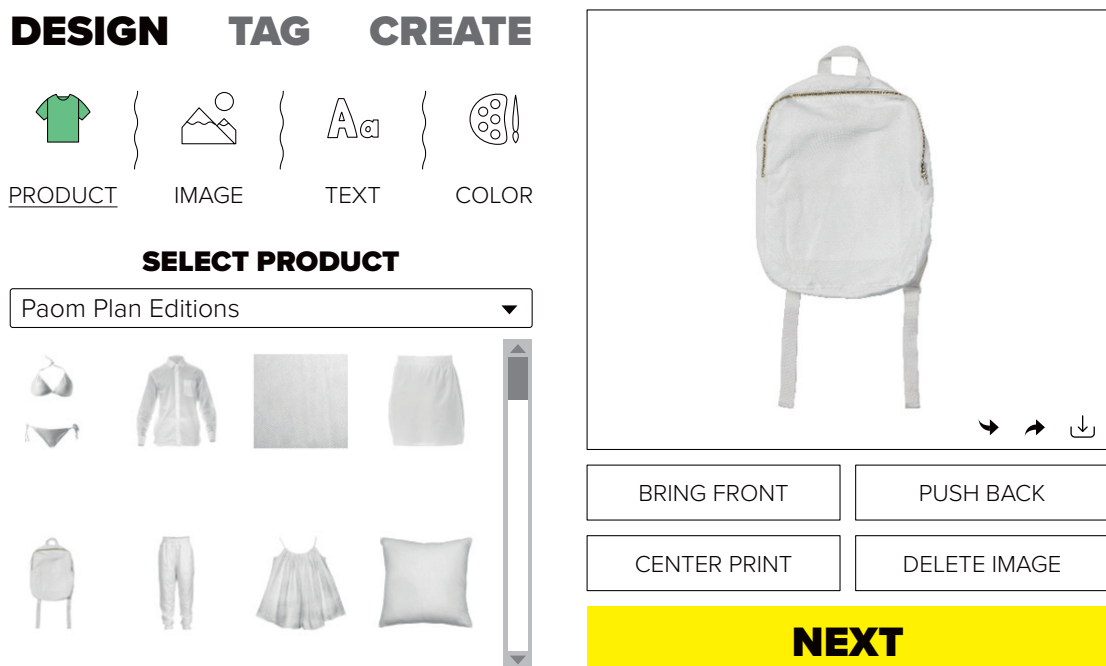 DESIGN TAG CREATE
Aa
PRODUCT IMAGE TEXT COLOR
SELECT PRODUCT
Paom Plan Editions
BRING FRONT PUSH BACK
CENTER PRINT DELETE IMAGE
NEXT